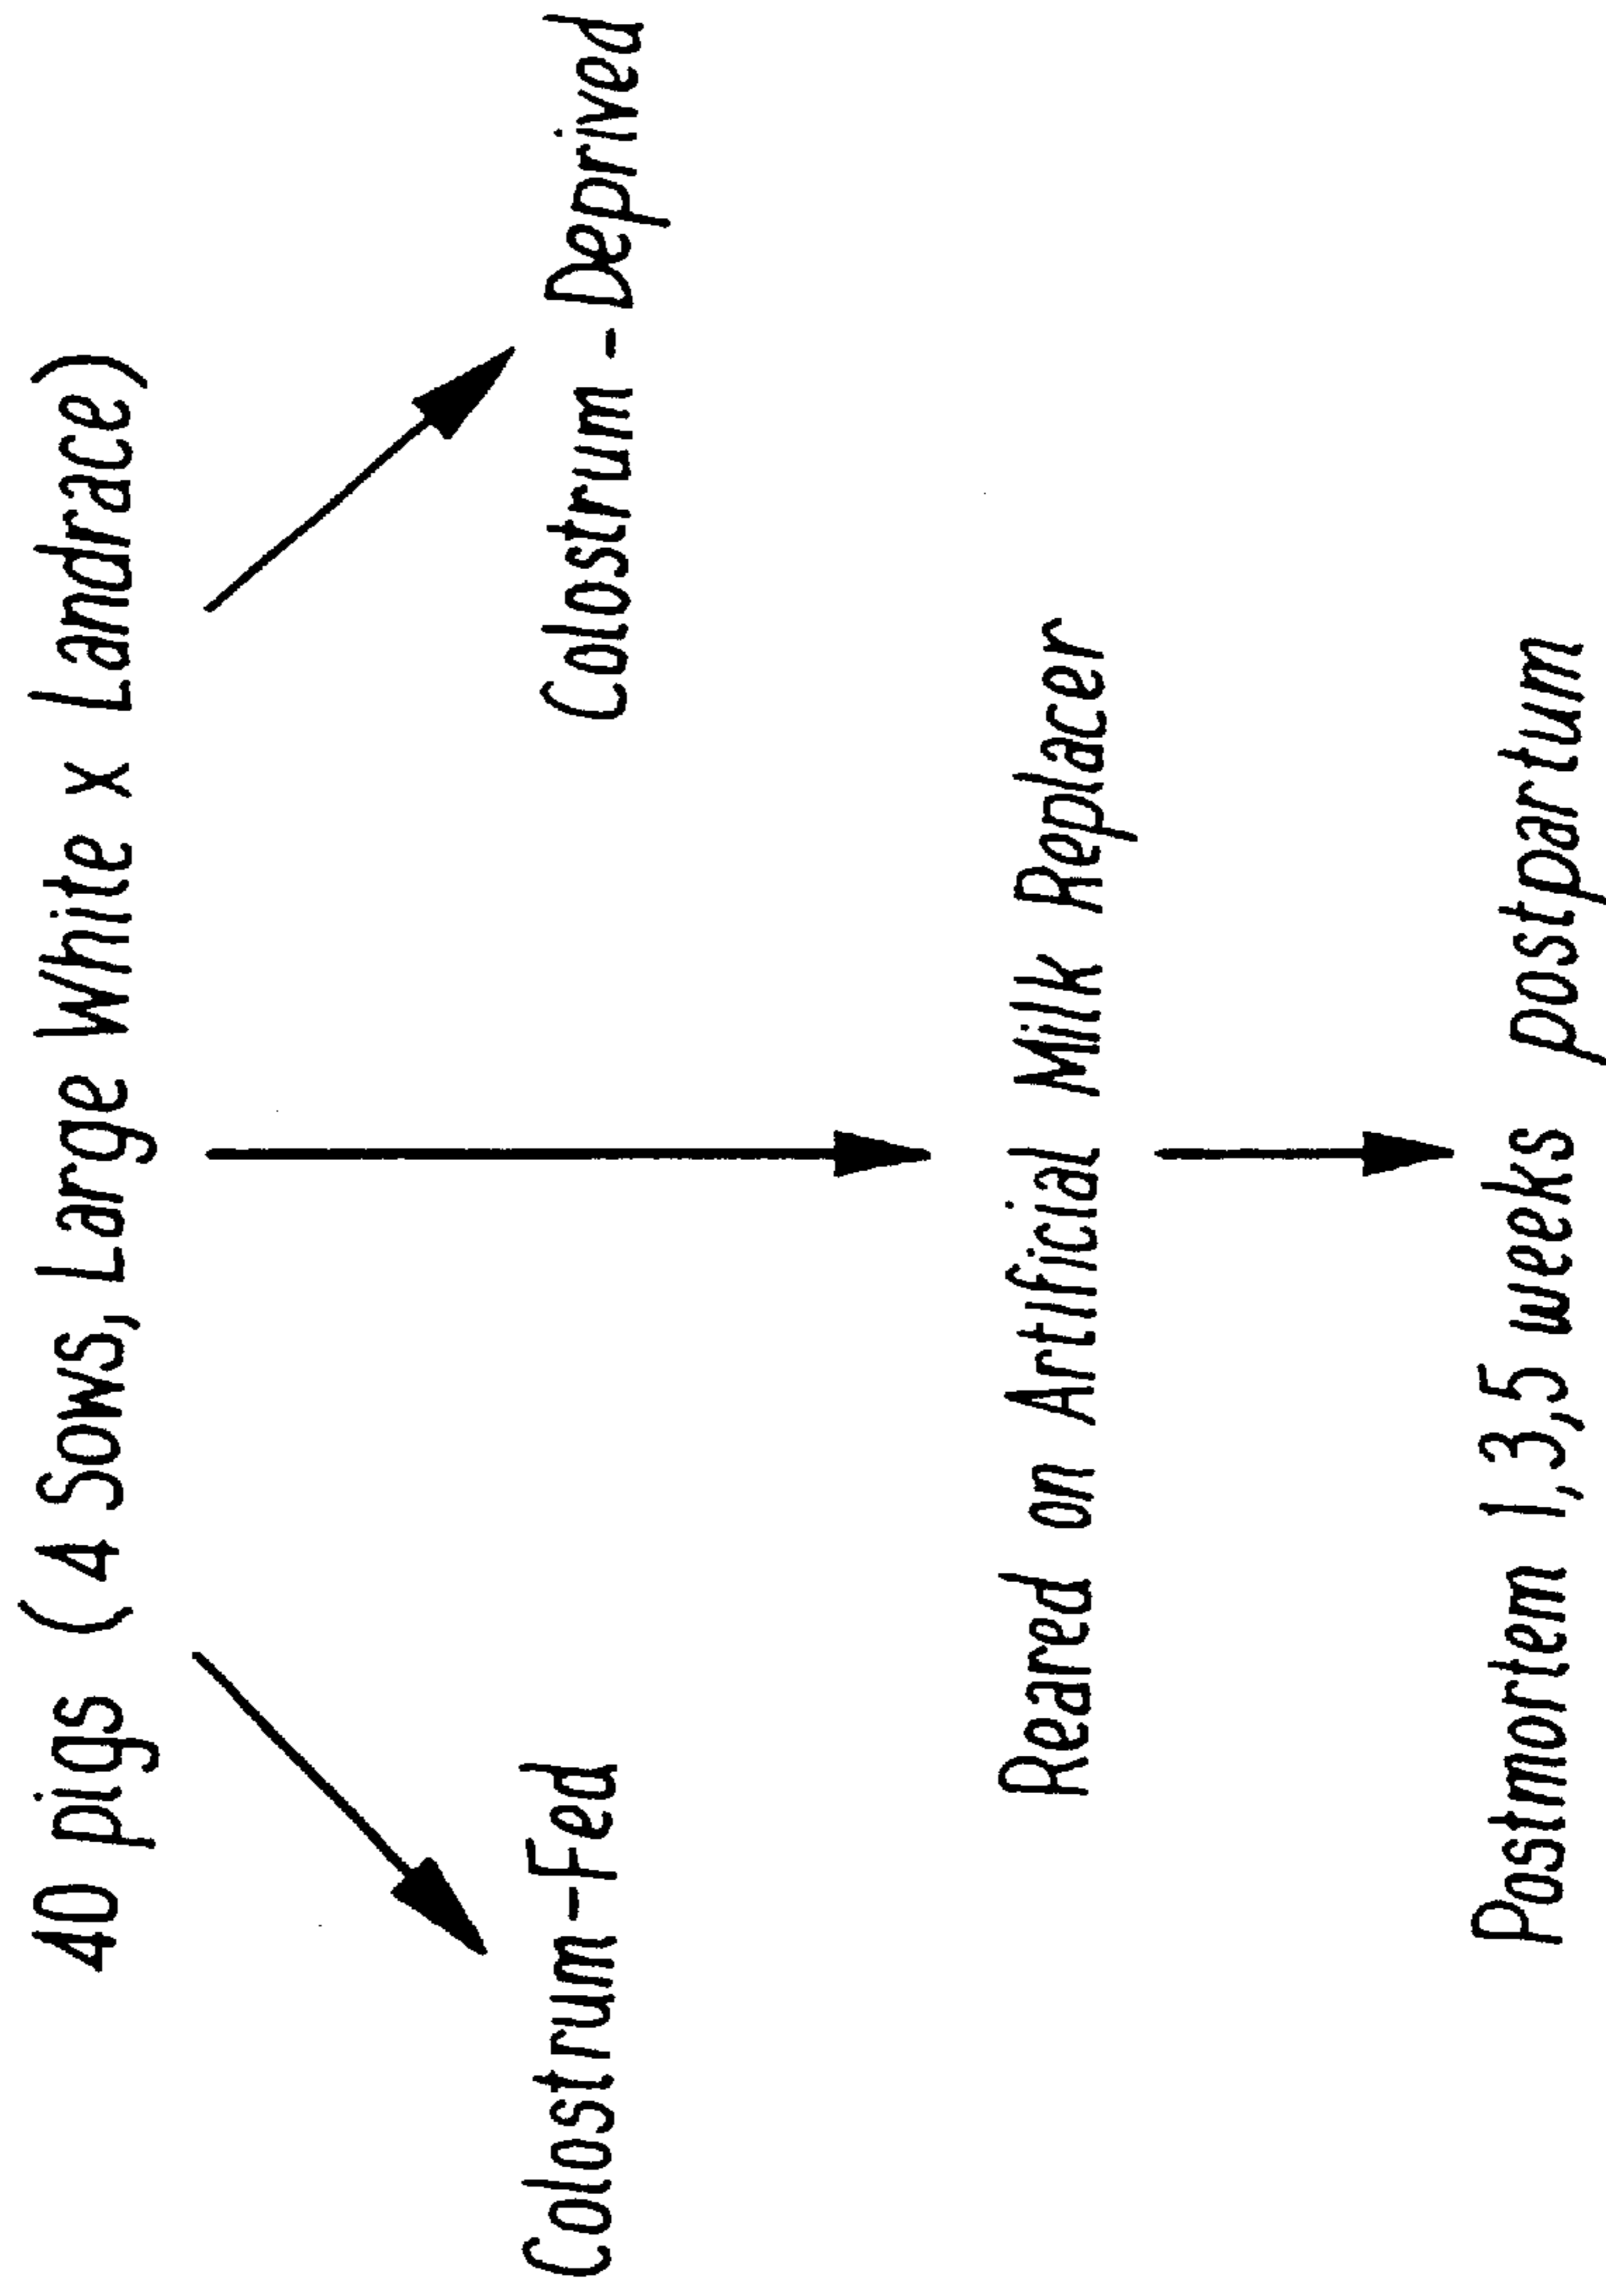 40 pigs (4 Sows, Large White x Landrace)
Colostrum-Fed
Colostrum-Deprived
Reared on Artificial Milk Replacer
Postmortem 1,3,5 weeks postpartum